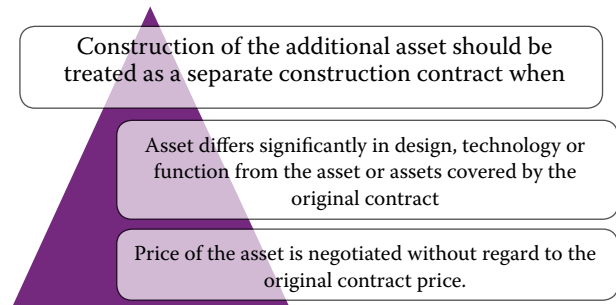 Construction of the additional asset should be
treated as a separate construction contract when
Asset differs significantly in design, technology or
function from the asset or assets covered by the
original contract
Price of the asset is negotiated without regard to the
original contract price.